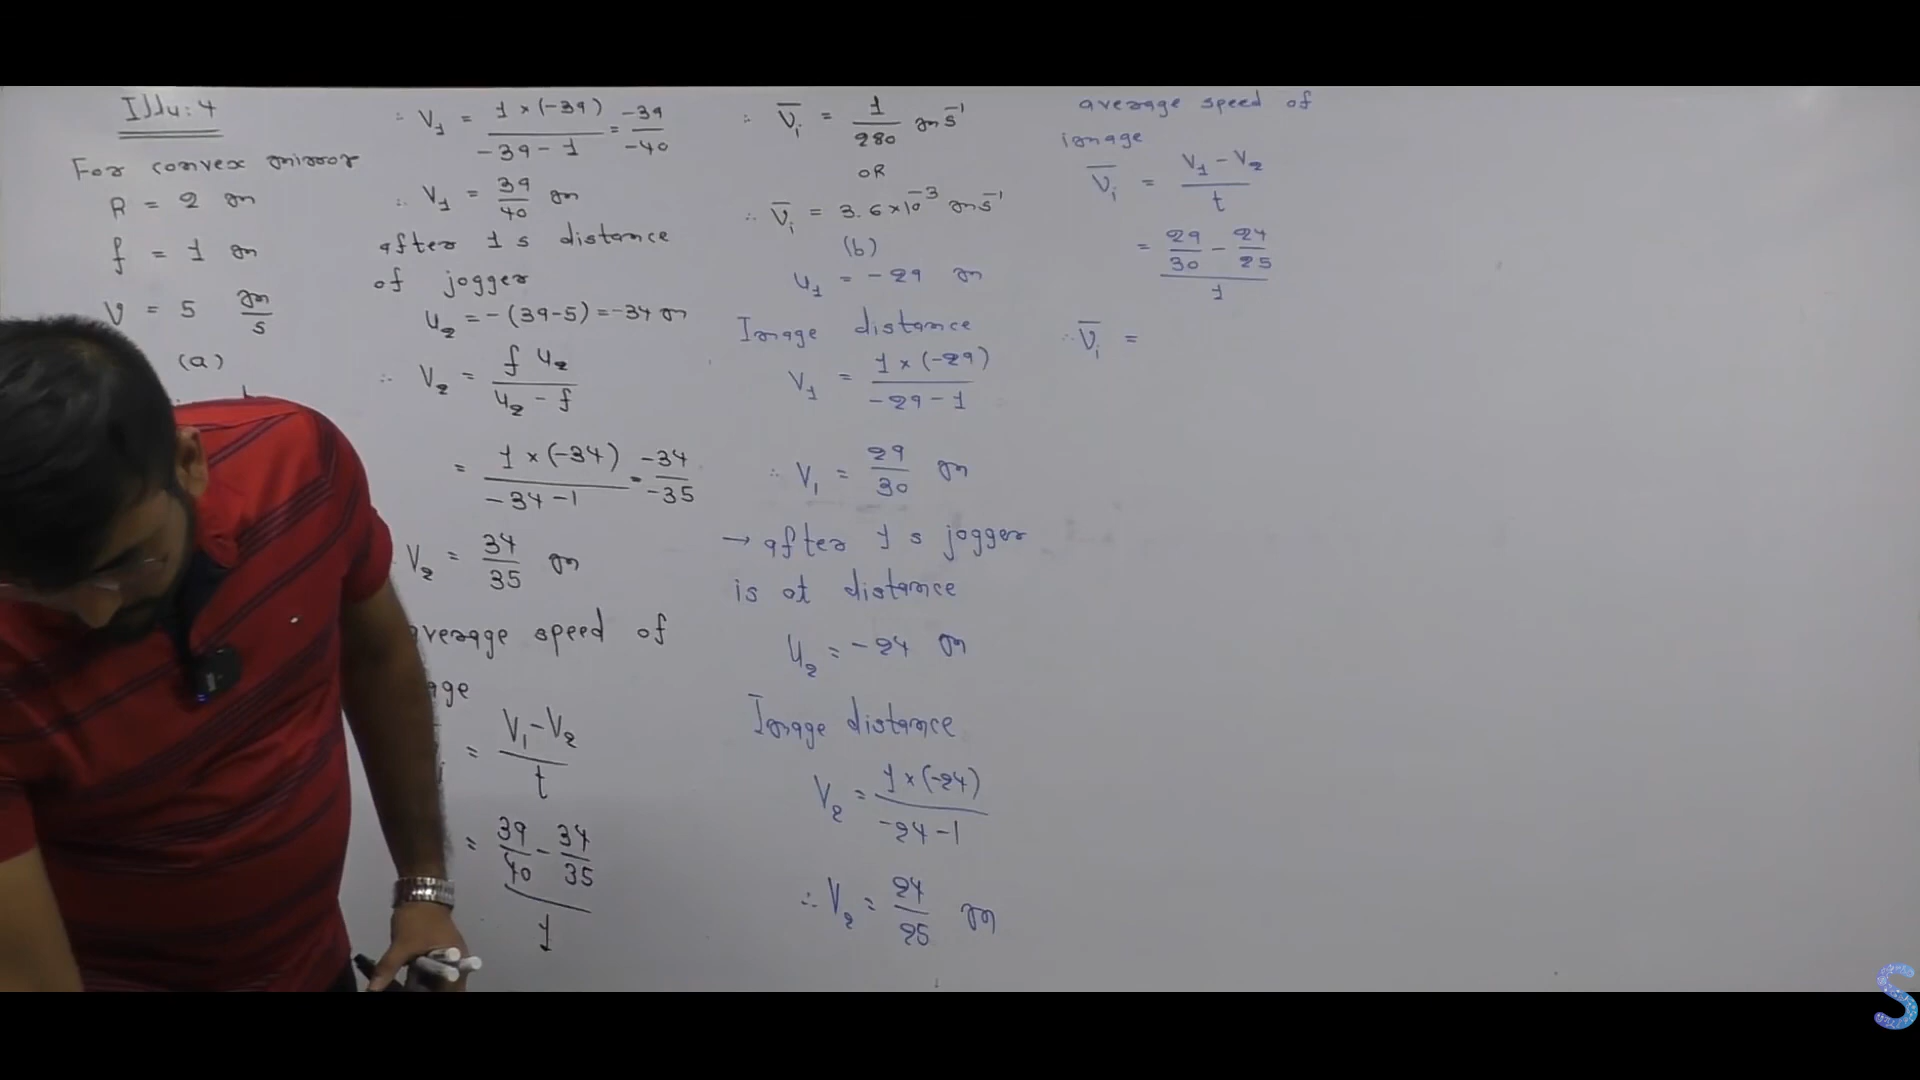 Illu:4
For convex mirror
R = 2 m
f = 1 m
V = 5 m/s
(a)
∴ V₁ = 1 × (-39) / -39 - 1 = -39/-40
∴ V₁ = 39/40 m
after 1 s distance
of jogger
u₂ = -(39-5) = -34 m
∴ V₂ = f u₂ / u₂ - f
= 1 × (-34) / -34 - 1 = -34/-35
V₂ = 34/35 m
average speed of
= V₁ - V₂ / t
= 39/40 - 34/35 / 1
∴ V̅ᵢ = 1/280 ms⁻¹
OR
∴ V̅ᵢ = 3.6 × 10⁻³ ms⁻¹
(b)
u₁ = -29 m
Image distance
V₁ = 1 × (-29) / -29 - 1
∴ V₁ = 29/30 m
→ after 1 s jogger
is at distance
u₂ = -24 m
Image distance
V₂ = 1 × (-24) / -24 - 1
∴ V₂ = 24/25 m
average speed of
image
V̅ᵢ = V₁ - V₂ / t
= 29/30 - 24/25 / 1
∴ V̅ᵢ =
S